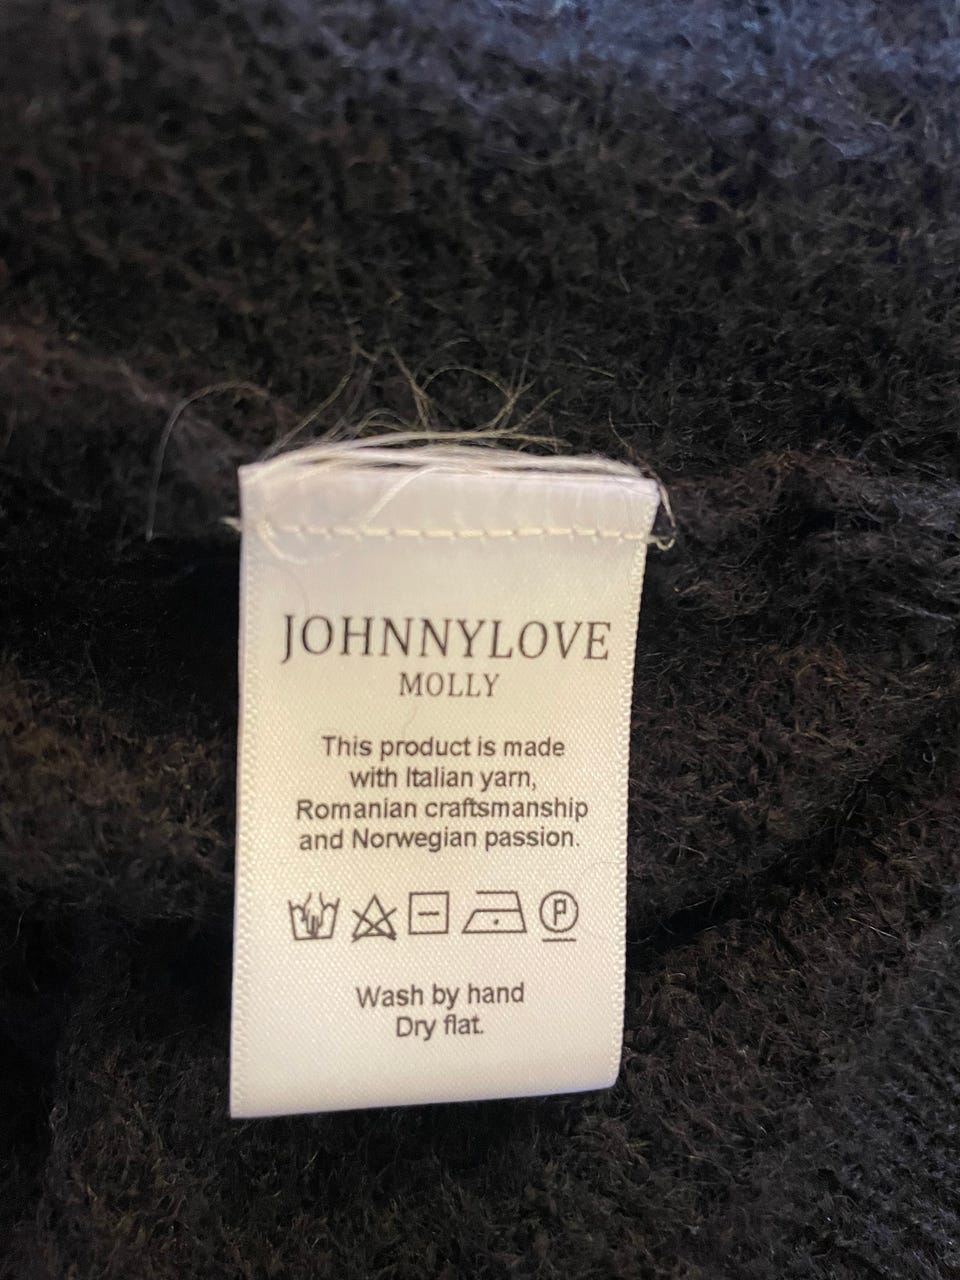 JOHNNYLOVE
MOLLY
This product is made
with Italian yarn,
Romanian craftsmanship
and Norwegian passion.
P
Wash by hand
Dry flat.